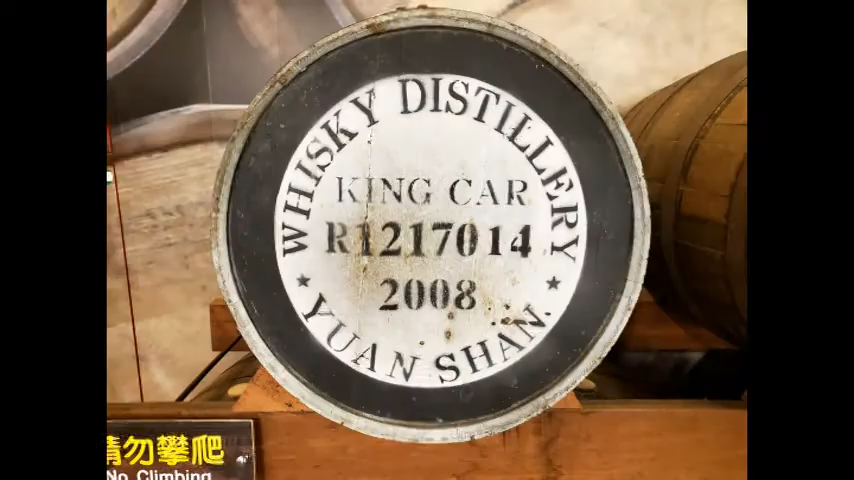 WHISKY DISTILLERY
KING CAR
R1217014
2008
YUAN SHAN.
請勿攀爬
No Climbing